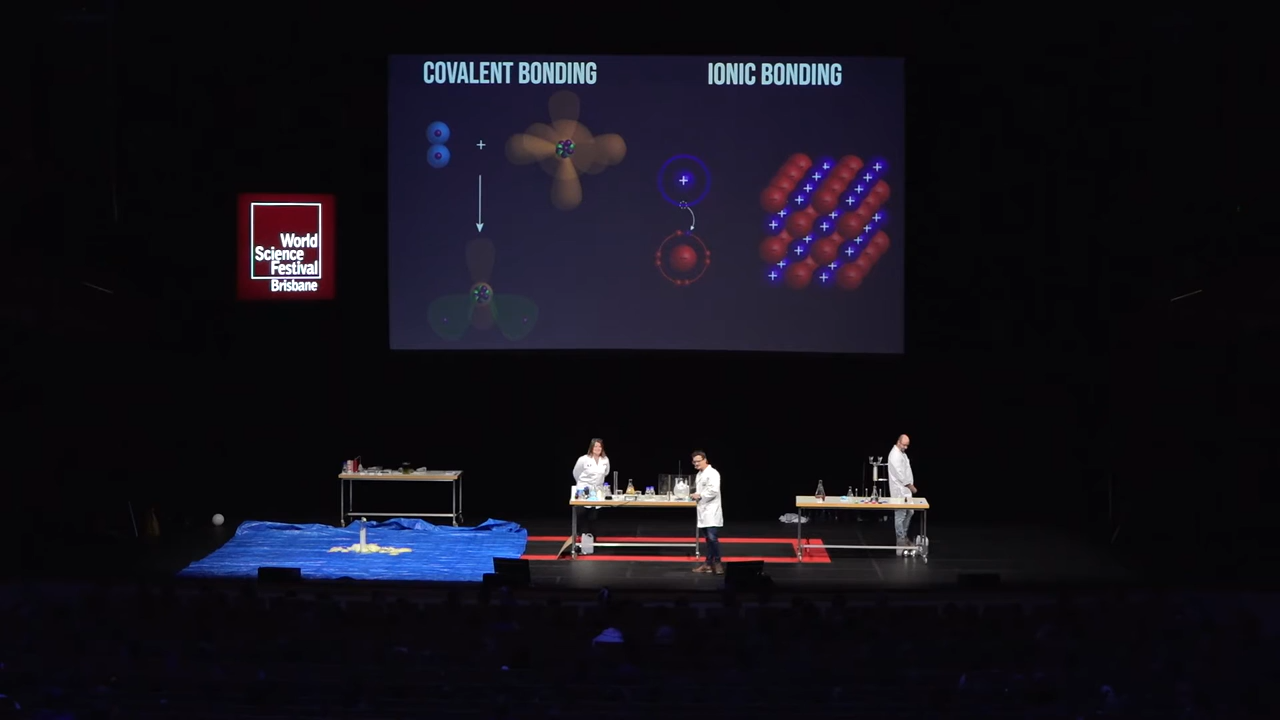 COVALENT BONDING
IONIC BONDING
World
Science
Festival
Brisbane